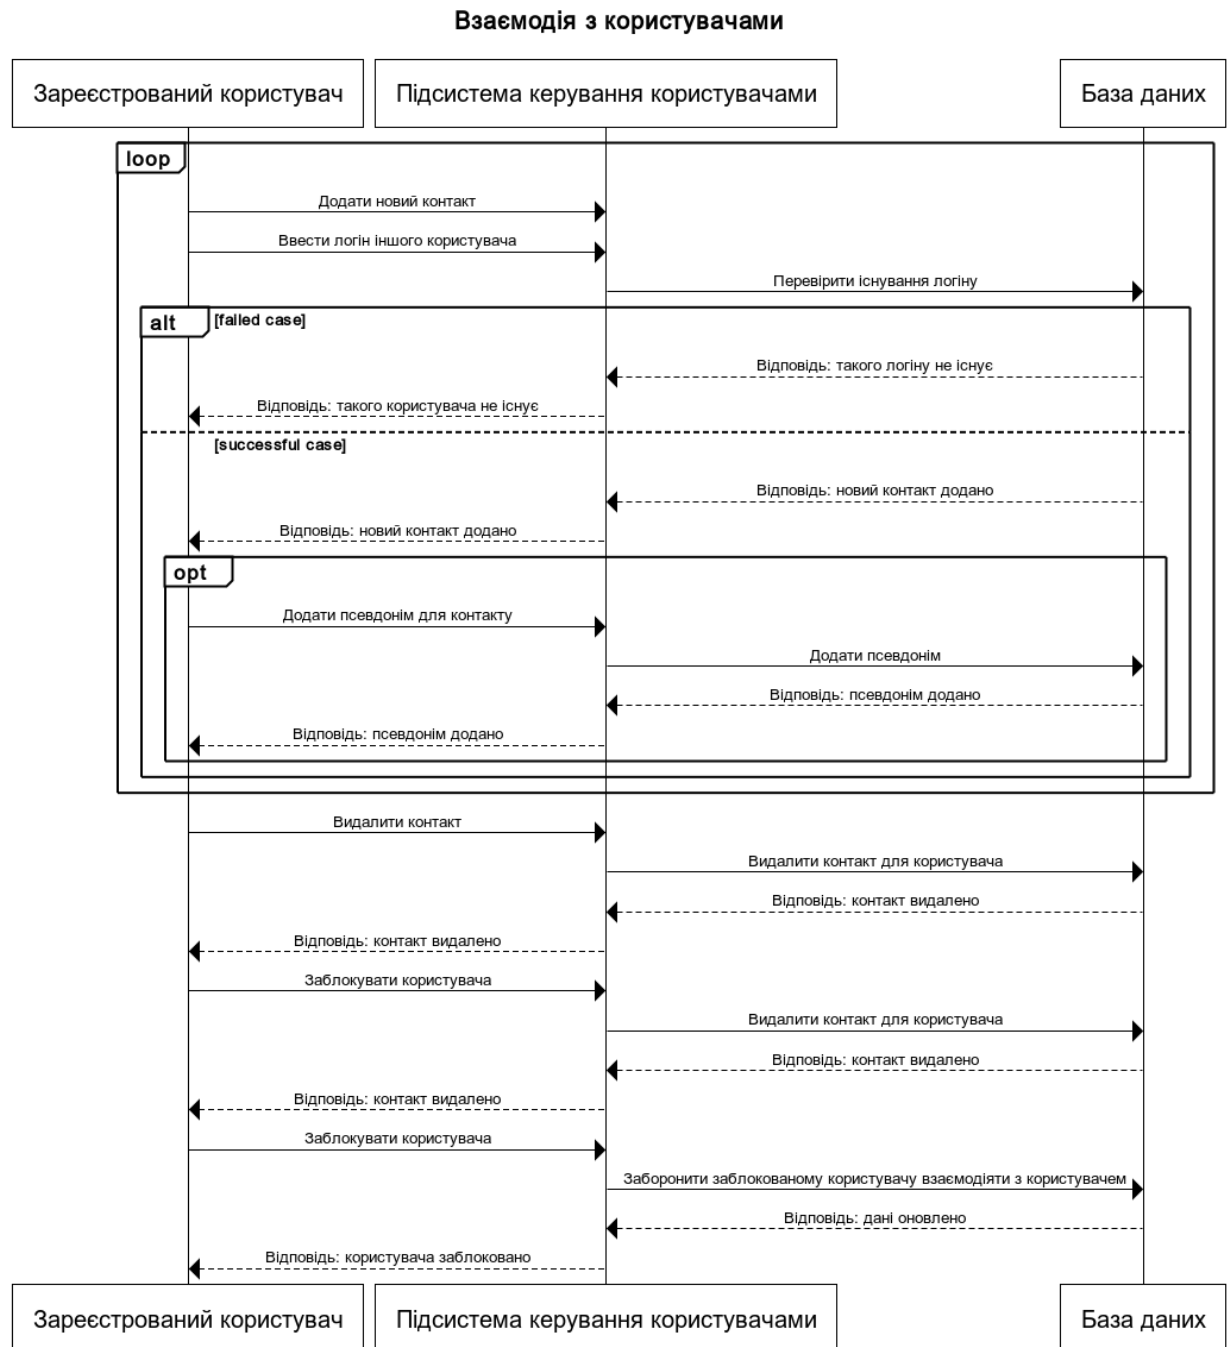 Взаємодія з користувачами
Зареєстрований користувач
Підсистема керування користувачами
База даних
loop
Додати новий контакт
Ввести логін іншого користувача
Перевірити існування логіну
alt
[failed case]
Відповідь: такого логіну не існує
Відповідь: такого користувача не існує
[successful case]
Відповідь: новий контакт додано
Відповідь: новий контакт додано
opt
Додати псевдонім для контакту
Додати псевдонім
Відповідь: псевдонім додано
Відповідь: псевдонім додано
Видалити контакт
Видалити контакт для користувача
Відповідь: контакт видалено
Відповідь: контакт видалено
Заблокувати користувача
Видалити контакт для користувача
Відповідь: контакт видалено
Відповідь: контакт видалено
Заблокувати користувача
Заборонити заблокованому користувачу взаємодіяти з користувачем
Відповідь: дані оновлено
Відповідь: користувача заблоковано
Зареєстрований користувач
Підсистема керування користувачами
База даних